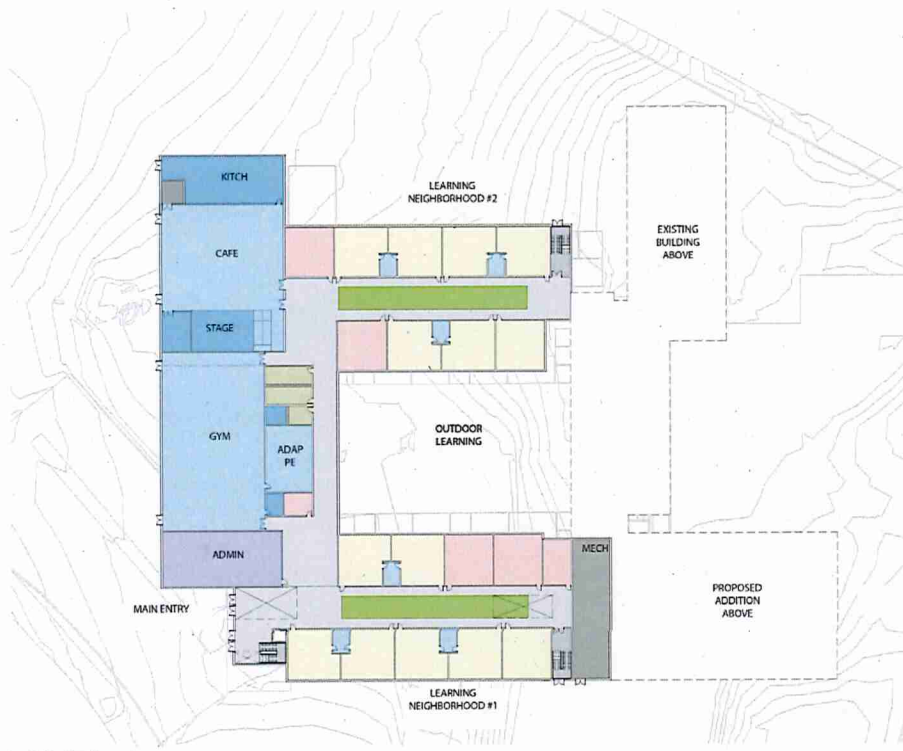 KITCH
LEARNING
NEIGHBORHOOD #2
CAFE
EXISTING
BUILDING
ABOVE
STAGE
GYM
ADAP
PE
OUTDOOR
LEARNING
ADMIN
MECH
MAIN ENTRY
PROPOSED
ADDITION
ABOVE
LEARNING
NEIGHBORHOOD #1